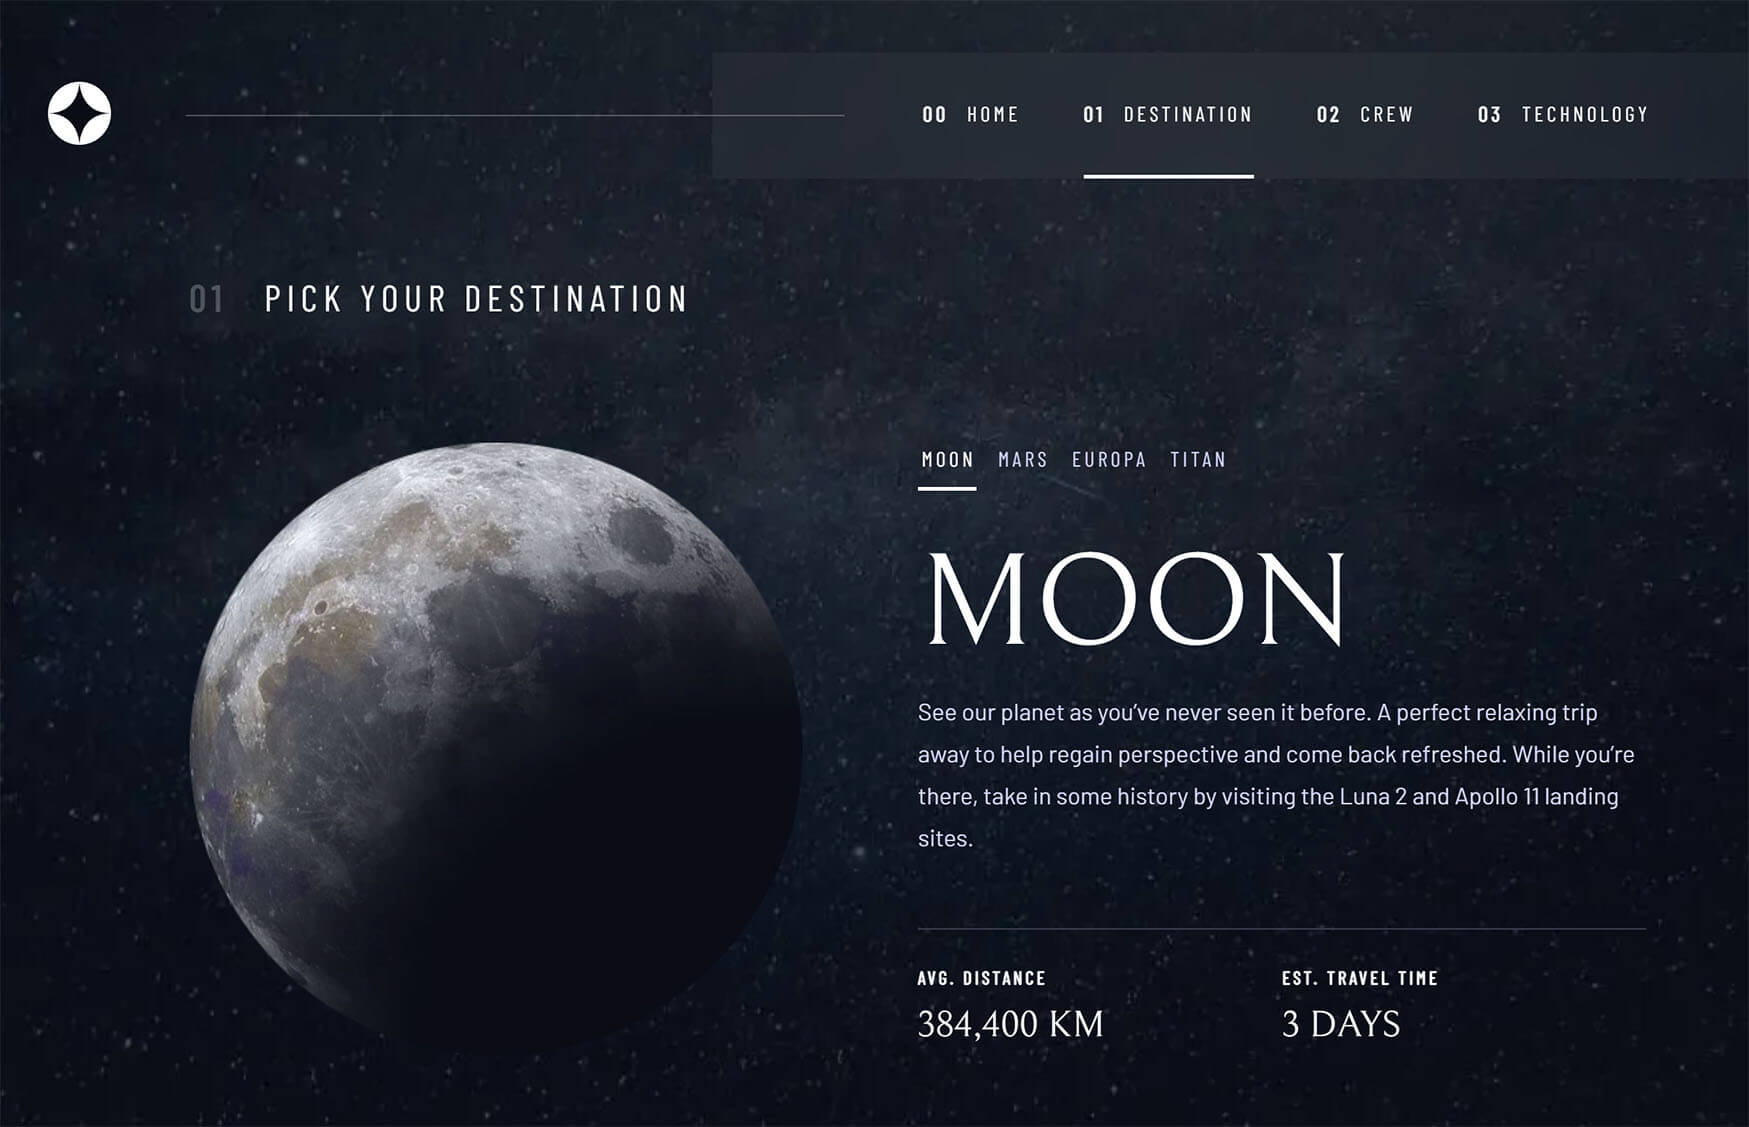 00 HOME 01 DESTINATION 02 CREW 03 TECHNOLOGY
01 PICK YOUR DESTINATION
MOON MARS EUROPA TITAN
MOON
See our planet as you’ve never seen it before. A perfect relaxing trip
away to help regain perspective and come back refreshed. While you’re
there, take in some history by visiting the Luna 2 and Apollo 11 landing
sites.
AVG. DISTANCE
384,400 KM
EST. TRAVEL TIME
3 DAYS